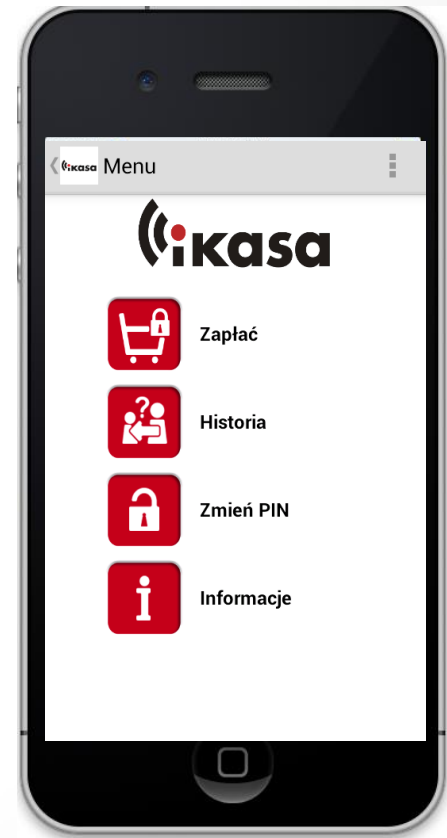 ikasa Menu
ikasa
Zapłać
Historia
Zmień PIN
Informacje